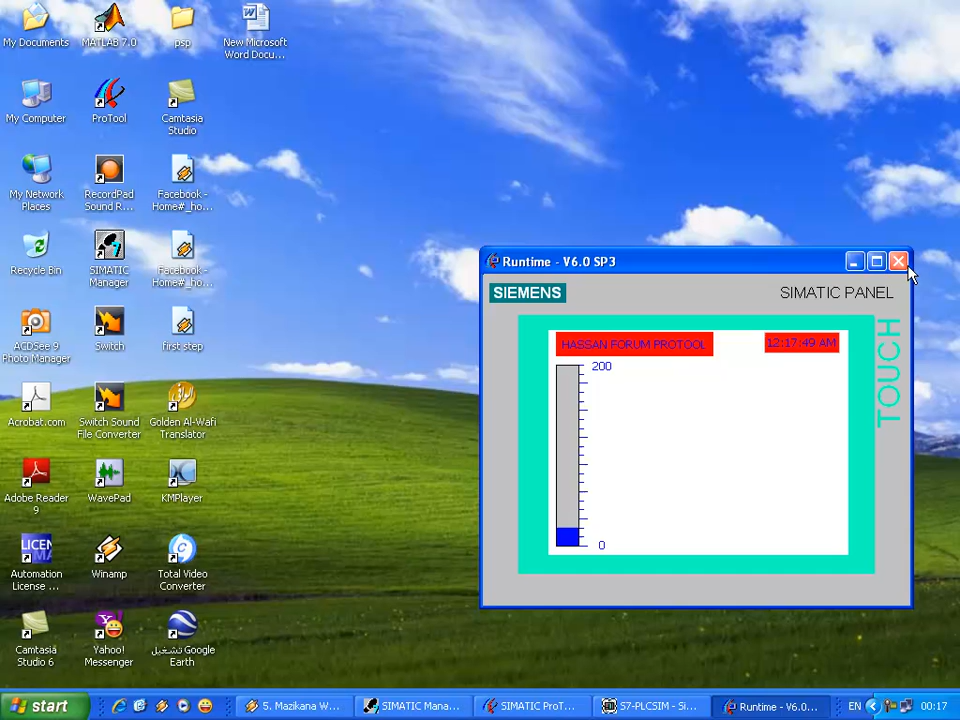 My Documents
MATLAB 7.0
psp
New Microsoft
Word Docu...
My Computer
ProTool
Camtasia
Studio
My Network
Places
RecordPad
Sound R...
Facebook -
Home#_ho...
Recycle Bin
SIMATIC
Manager
Facebook -
Home#_ho...
ACDSee 9
Photo Manager
Switch
first step
Acrobat.com
Switch Sound
File Converter
Golden Al-Wafi
Translator
Adobe Reader
9
WavePad
KMPlayer
Automation
License ...
Winamp
Total Video
Converter
Camtasia
Studio 6
Yahoo!
Messenger
تشغيل Google
Earth
Runtime - V6.0 SP3
SIEMENS
SIMATIC PANEL
TOUCH
HASSAN FORUM PROTOOL
12:17:49 AM
200
0
start
5. Mazikana W...
SIMATIC Mana...
SIMATIC ProT...
S7-PLCSIM - Si...
Runtime - V6.0...
EN
00:17